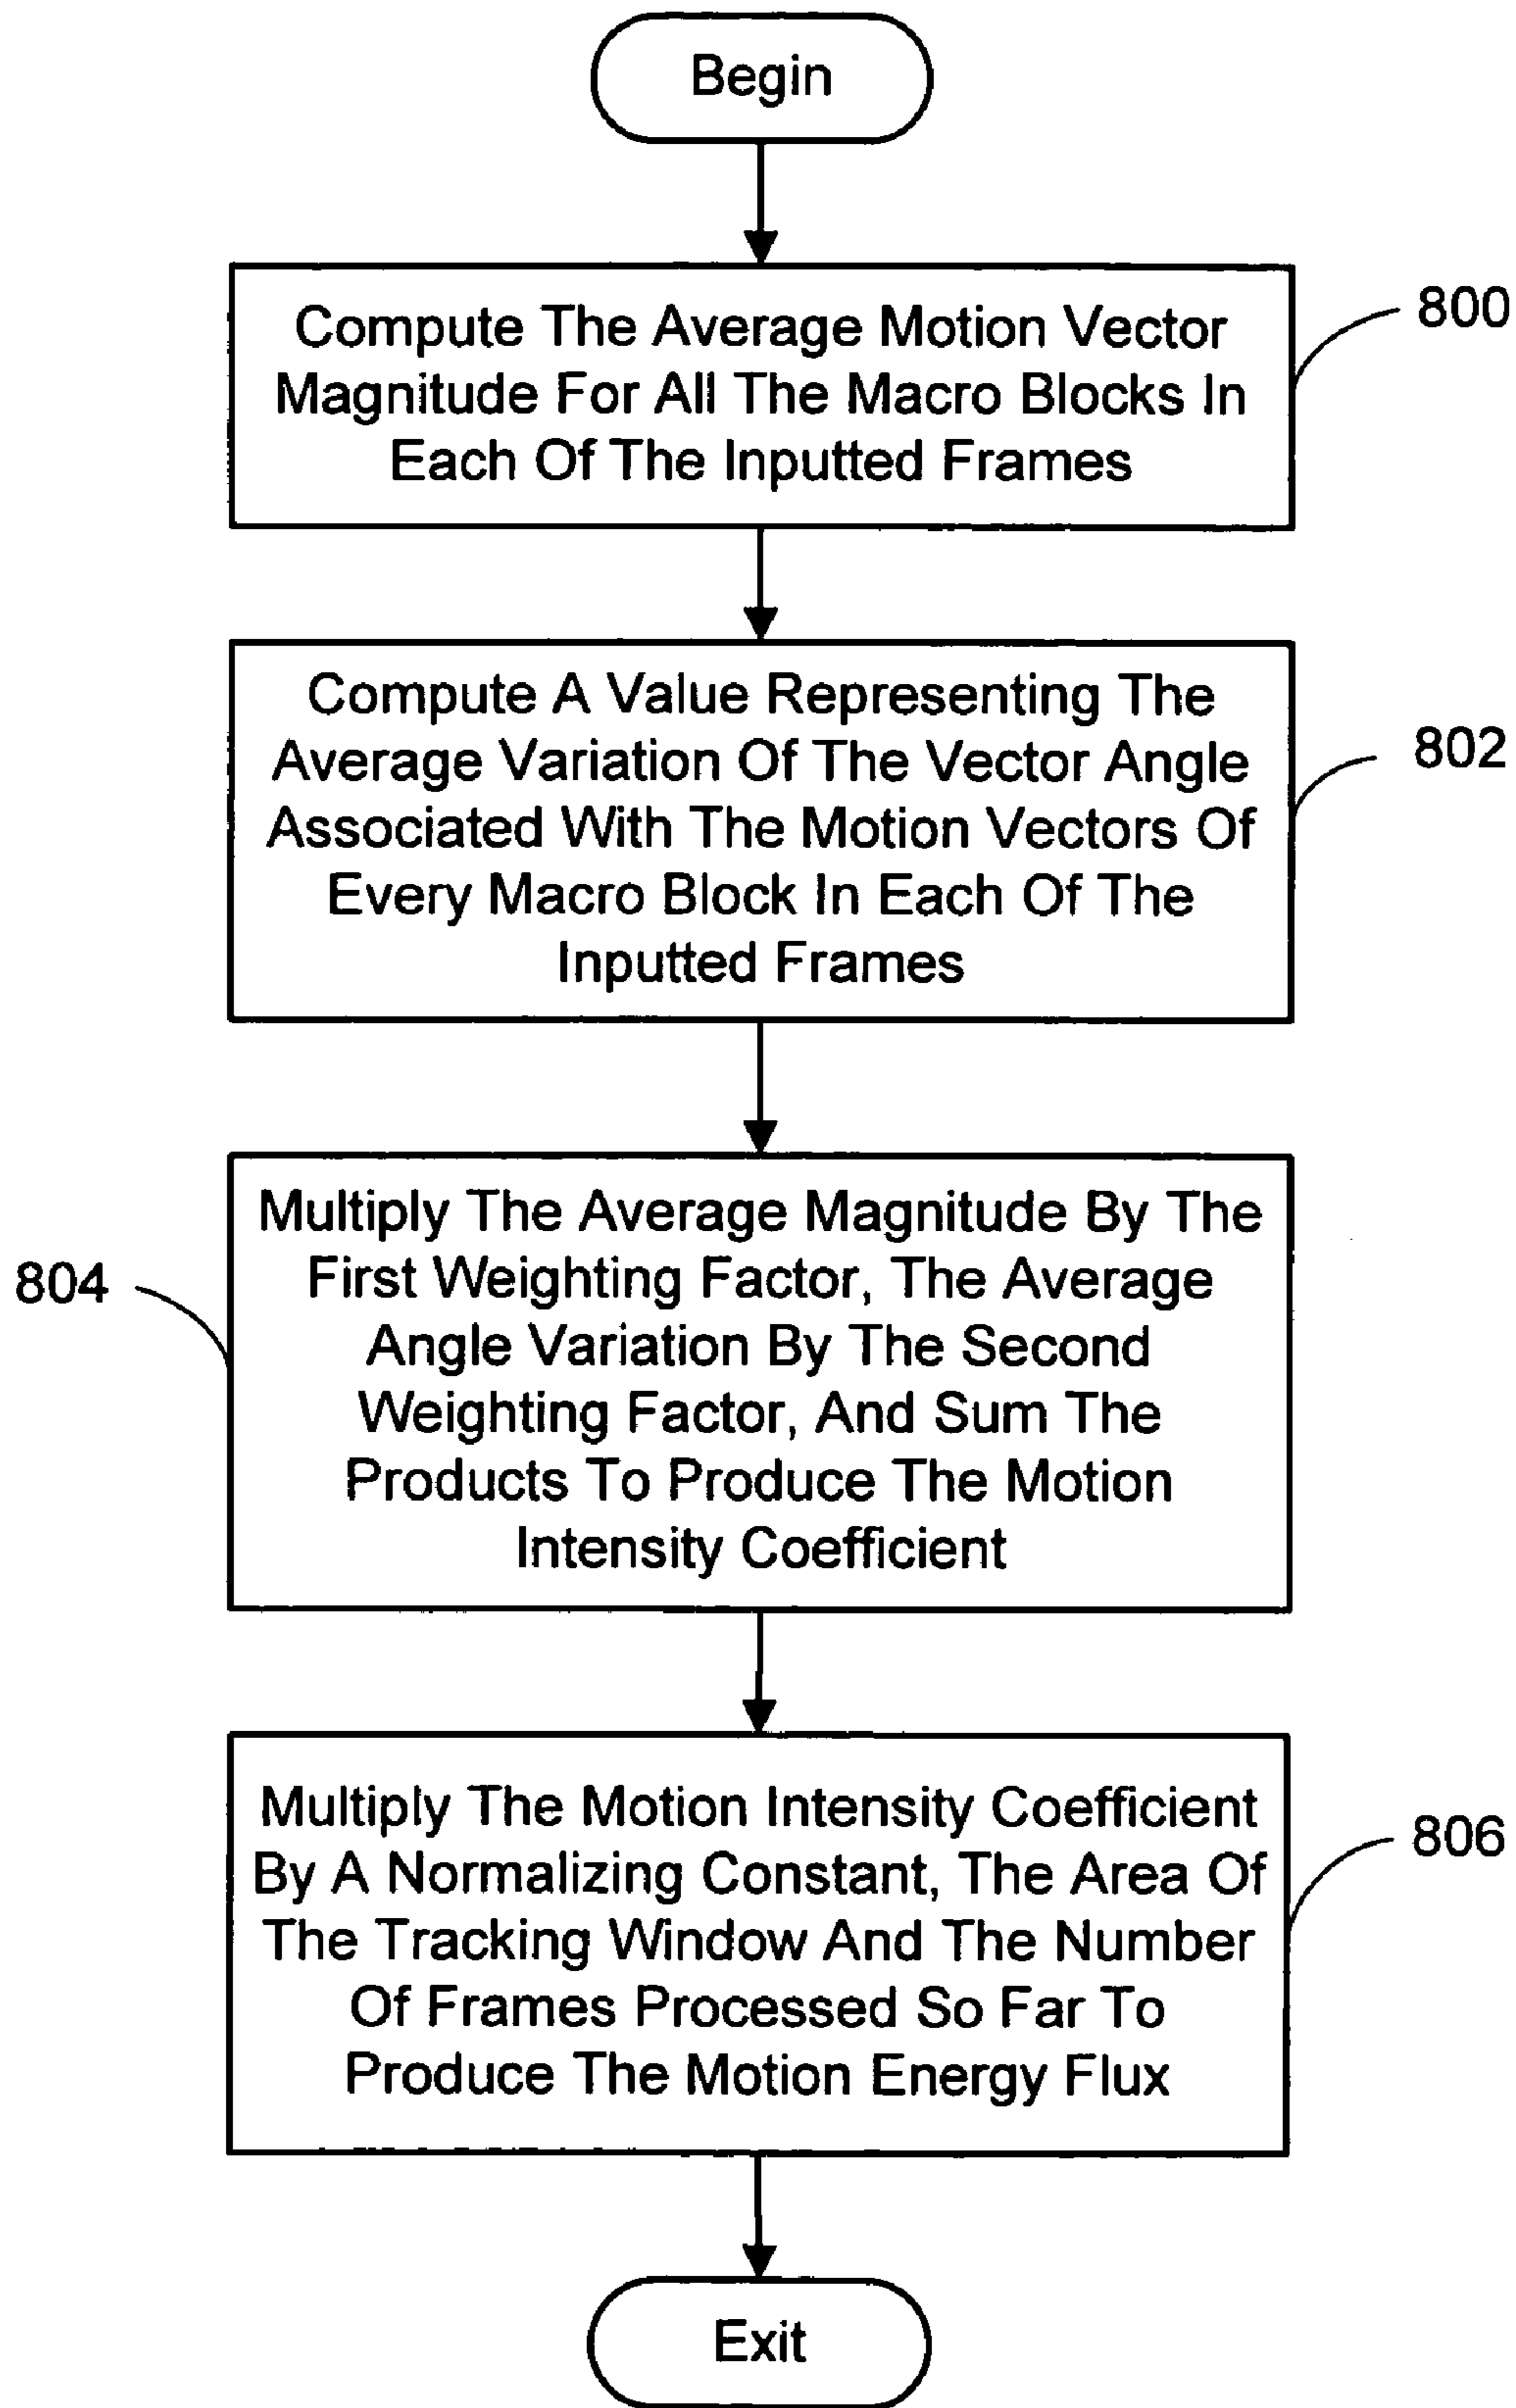 Begin
Compute The Average Motion Vector
Magnitude For All The Macro Blocks In
Each Of The Inputted Frames
800
Compute A Value Representing The
Average Variation Of The Vector Angle
Associated With The Motion Vectors Of
Every Macro Block In Each Of The
Inputted Frames
802
Multiply The Average Magnitude By The
First Weighting Factor, The Average
Angle Variation By The Second
Weighting Factor, And Sum The
Products To Produce The Motion
Intensity Coefficient
804
Multiply The Motion Intensity Coefficient
By A Normalizing Constant, The Area Of
The Tracking Window And The Number
Of Frames Processed So Far To
Produce The Motion Energy Flux
806
Exit